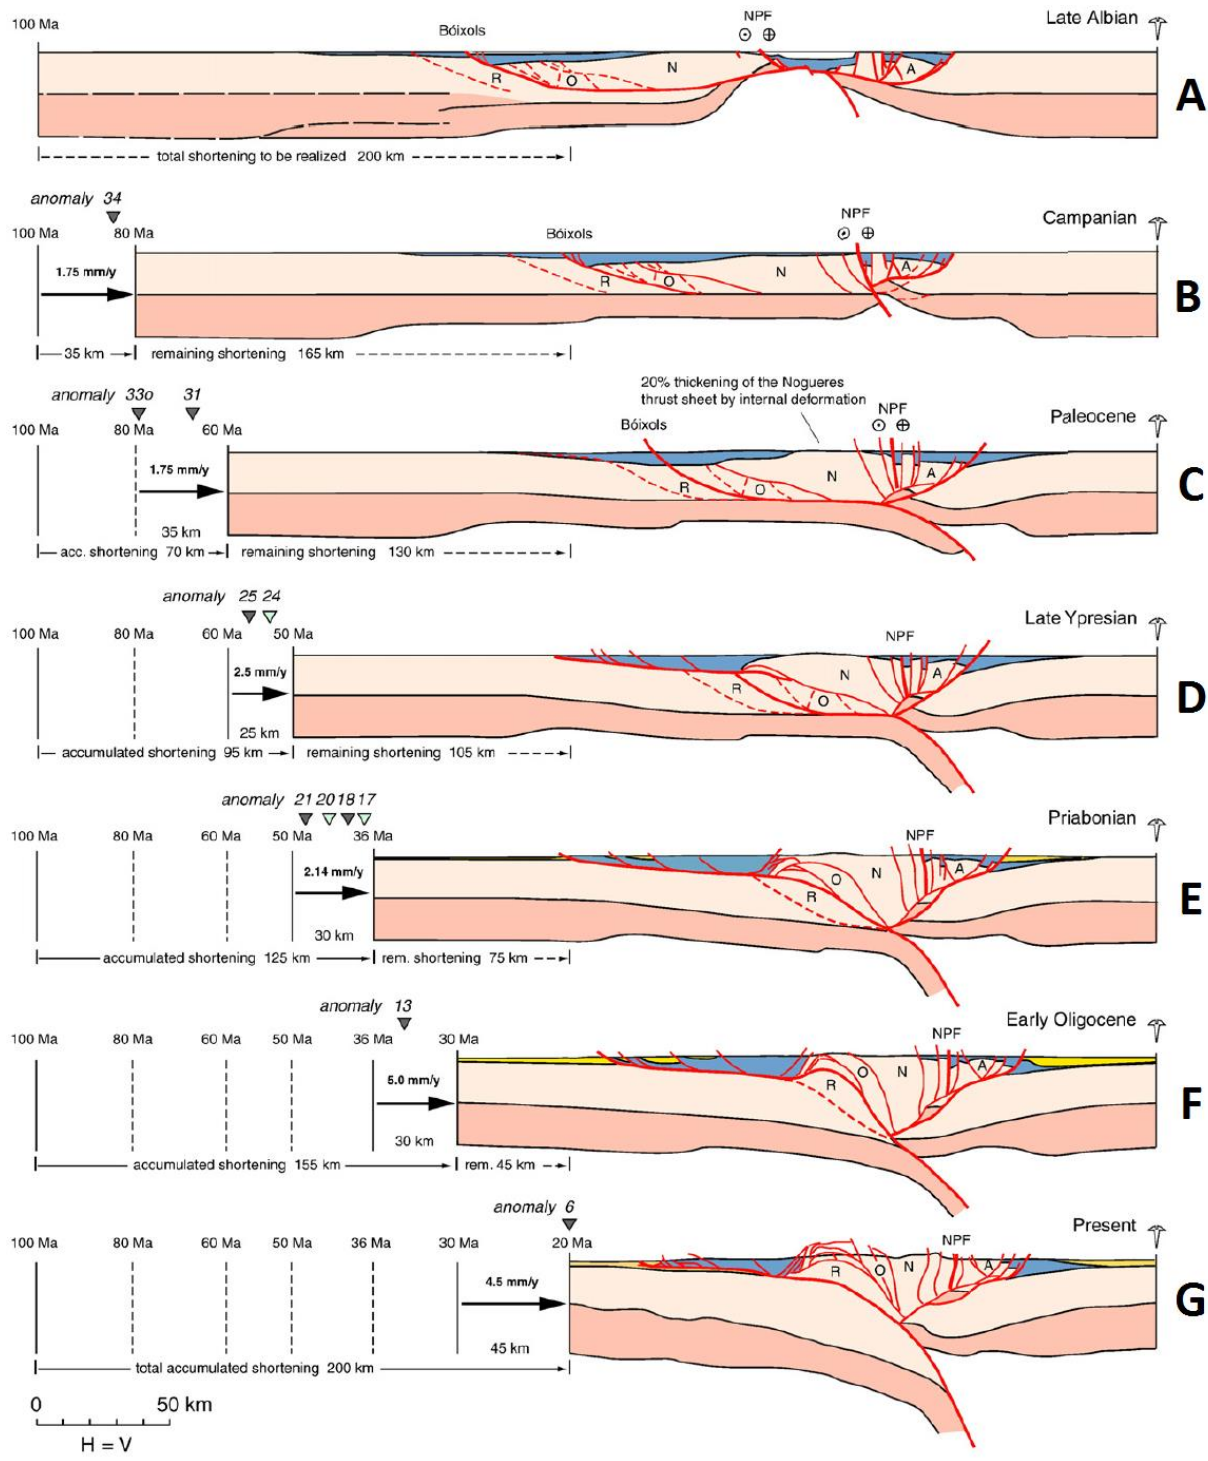 100 Ma
Bóixols
NPF
Late Albian
R
O
N
A
A
total shortening to be realized 200 km
anomaly 34
100 Ma 80 Ma
Bóixols
NPF
Campanian
1.75 mm/y
R
O
N
A
B
35 km remaining shortening 165 km
anomaly 33o 31
100 Ma 80 Ma 60 Ma
20% thickening of the Nogueres
thrust sheet by internal deformation
Bóixols
NPF
Paleocene
1.75 mm/y
R
O
N
A
C
35 km
acc. shortening 70 km remaining shortening 130 km
anomaly 25 24
100 Ma 80 Ma 60 Ma 50 Ma
NPF
Late Ypresian
2.5 mm/y
R
O
N
A
D
25 km
accumulated shortening 95 km remaining shortening 105 km
anomaly 21 20 18 17
100 Ma 80 Ma 60 Ma 50 Ma 36 Ma
NPF
Priabonian
2.14 mm/y
R
O
N
A
E
30 km
accumulated shortening 125 km rem. shortening 75 km
anomaly 13
100 Ma 80 Ma 60 Ma 50 Ma 36 Ma 30 Ma
NPF
Early Oligocene
5.0 mm/y
R
O
N
A
F
30 km
accumulated shortening 155 km rem. 45 km
anomaly 6
100 Ma 80 Ma 60 Ma 50 Ma 36 Ma 30 Ma 20 Ma
NPF
Present
4.5 mm/y
R
O
N
A
G
45 km
total accumulated shortening 200 km
0 50 km
H = V